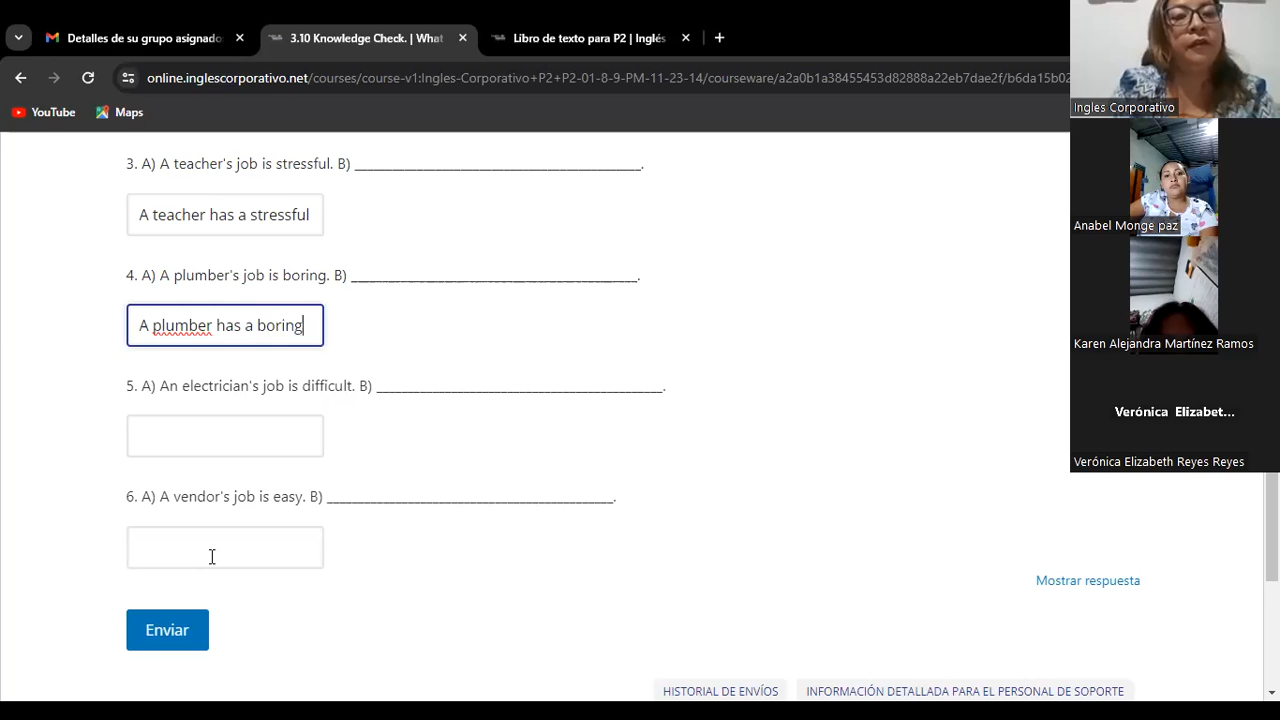 Detalles de su grupo asignado
3.10 Knowledge Check. | What
Libro de texto para P2 | Inglés
online.inglescorporativo.net/courses/course-v1:Ingles-Corporativo+P2+P2-01-8-9-PM-11-23-14/courseware/a2a0b1a38455453d82888a22eb7dae2f/b6da15b02
YouTube
Maps
3. A) A teacher's job is stressful. B) ________________________________________.
A teacher has a stressful
4. A) A plumber's job is boring. B) ________________________________________.
A plumber has a boring
5. A) An electrician's job is difficult. B) ________________________________________.
6. A) A vendor's job is easy. B) ________________________________________.
Mostrar respuesta
Enviar
HISTORIAL DE ENVÍOS
INFORMACIÓN DETALLADA PARA EL PERSONAL DE SOPORTE
Ingles Corporativo
Anabel Monge paz
Karen Alejandra Martínez Ramos
Verónica Elizabet...
Verónica Elizabeth Reyes Reyes